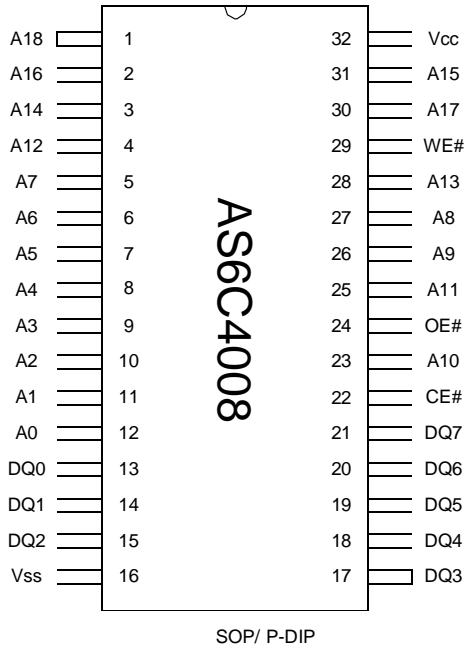 A18 1 32 Vcc
A16 2 31 A15
A14 3 30 A17
A12 4 29 WE#
A7 5 28 A13
A6 6 27 A8
A5 7 26 A9
A4 8 25 A11
A3 9 24 OE#
A2 10 23 A10
A1 11 22 CE#
A0 12 21 DQ7
DQ0 13 20 DQ6
DQ1 14 19 DQ5
DQ2 15 18 DQ4
Vss 16 17 DQ3
AS6C4008
SOP/ P-DIP